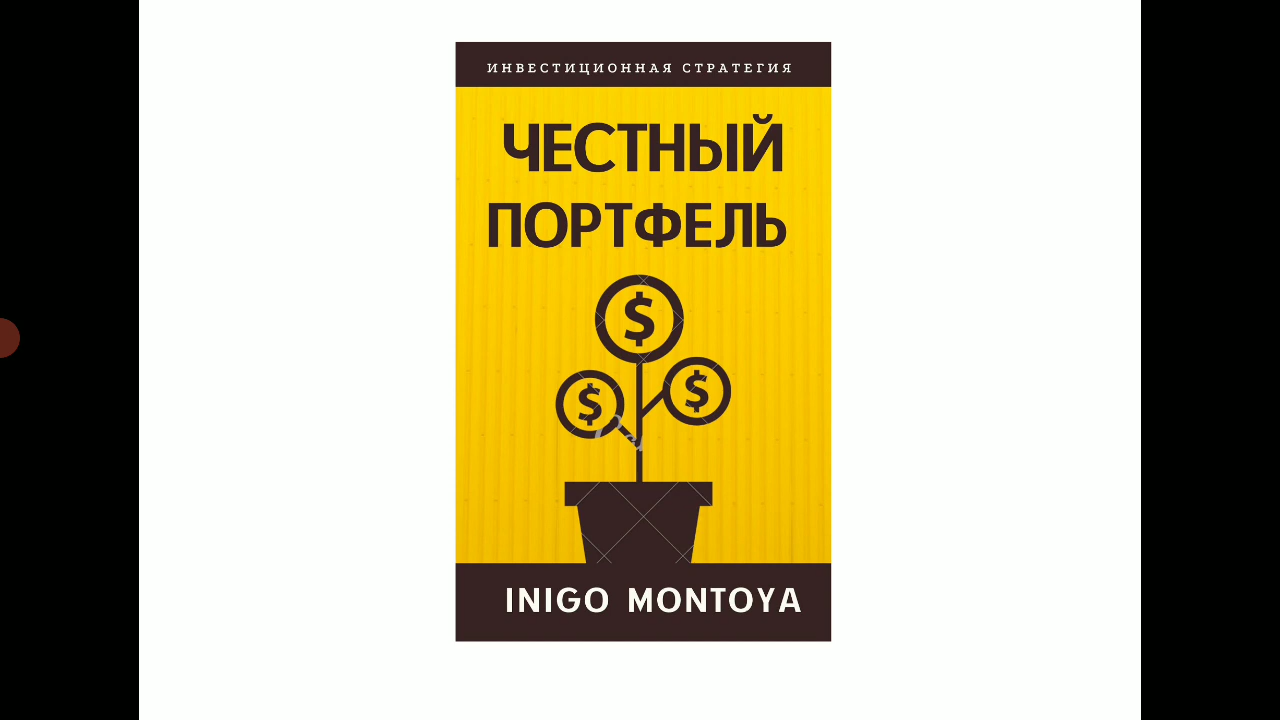 ИНВЕСТИЦИОННАЯ СТРАТЕГИЯ
ЧЕСТНЫЙ
ПОРТФЕЛЬ
$
$
$
INIGO MONTOYA